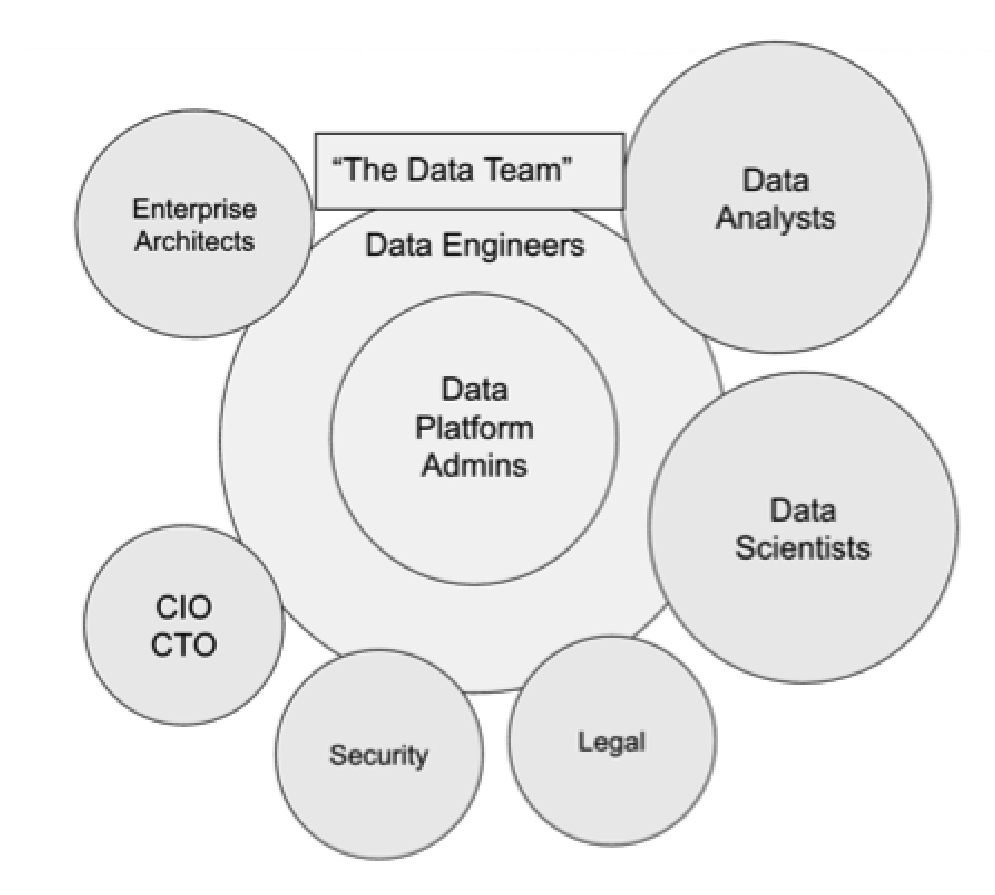 “The Data Team”
Enterprise
Architects
Data
Analysts
Data Engineers
Data
Platform
Admins
Data
Scientists
CIO
CTO
Security
Legal